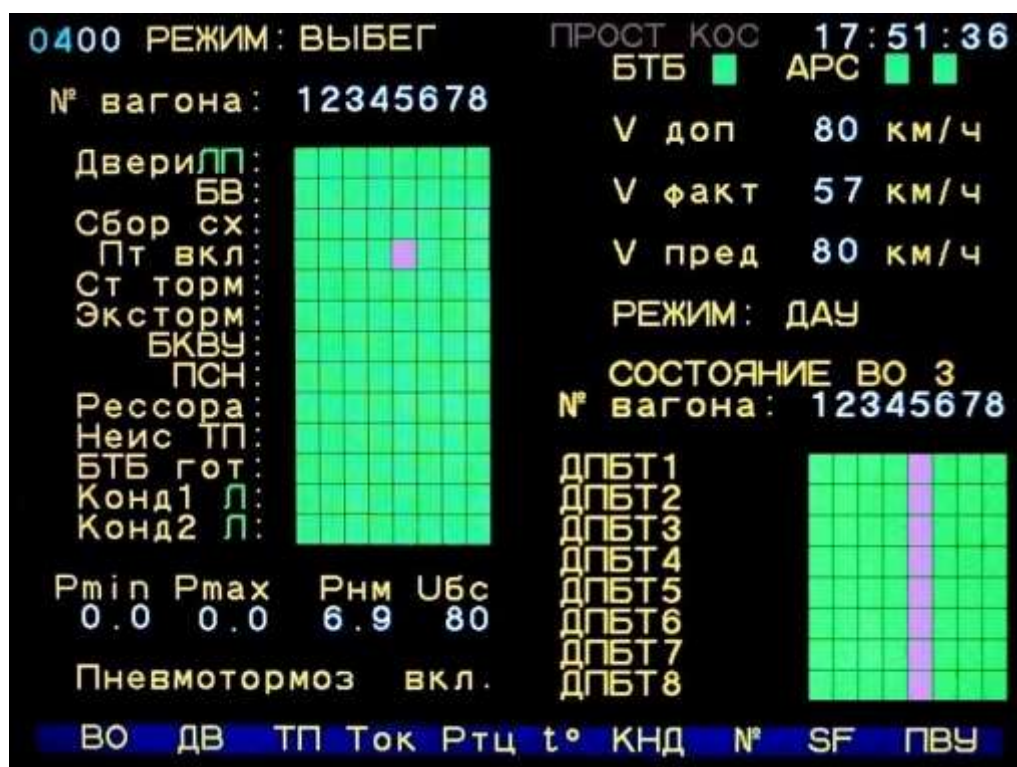 0400 РЕЖИМ: ВЫБЕГ ПРОСТ КОС 17:51:36
БТБ АРС
№ вагона: 12345678
V доп 80 км/ч
ДвериЛП:
БВ:
V факт 57 км/ч
Сбор сх:
Пт вкл:
V пред 80 км/ч
Ст торм:
Эксторм:
РЕЖИМ: ДАУ
БКВУ:
ПСН:
СОСТОЯНИЕ ВО 3
Рессора:
№ вагона: 12345678
Неис ТП:
БТБ гот:
Конд1 Л:
Конд2 Л:
ДПБТ1
ДПБТ2
ДПБТ3
ДПБТ4
ДПБТ5
ДПБТ6
ДПБТ7
ДПБТ8
Pmin Pmax Рнм Uбс
0.0 0.0 6.9 80
Пневмотормоз вкл.
ВО ДВ ТП Ток Ртц t° КНД № SF ПВУ